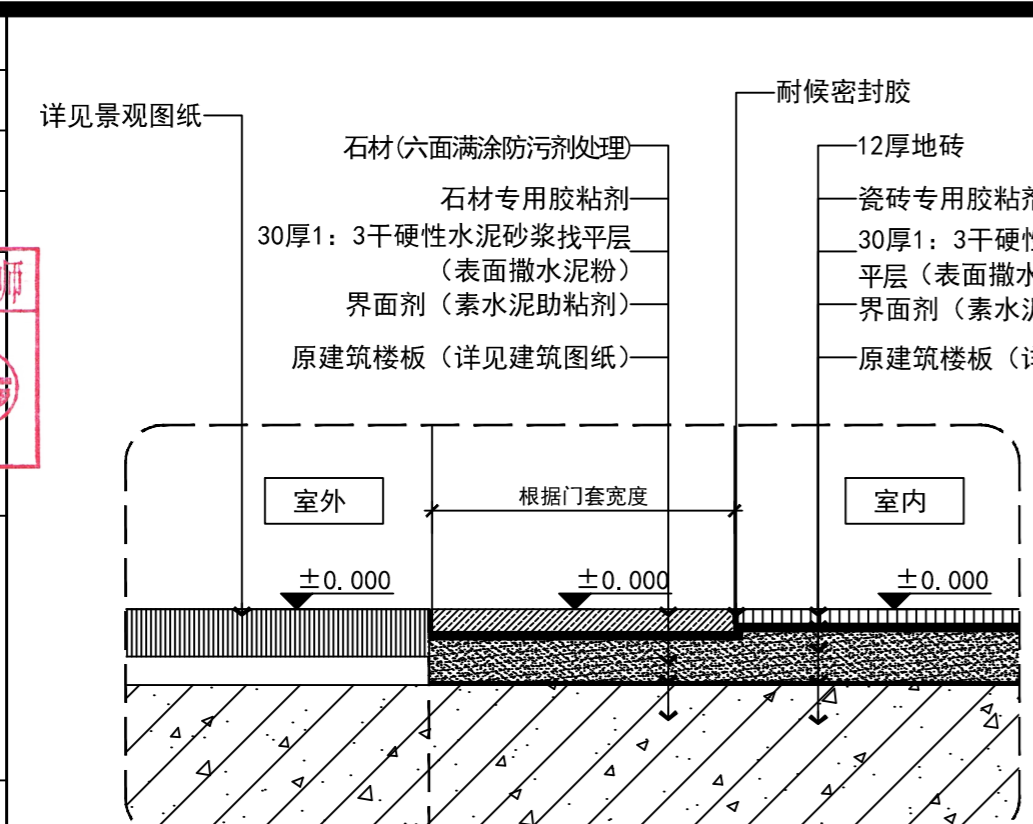 详见景观图纸
耐候密封胶
石材(六面满涂防污剂处理)
石材专用胶粘剂
30厚1：3干硬性水泥砂浆找平层
（表面撒水泥粉）
界面剂（素水泥助粘剂）
原建筑楼板（详见建筑图纸）
12厚地砖
瓷砖专用胶粘剂
30厚1：3干硬性
平层（表面撒水
界面剂（素水泥
原建筑楼板（详
师
室外
根据门套宽度
室内
±0.000
±0.000
±0.000